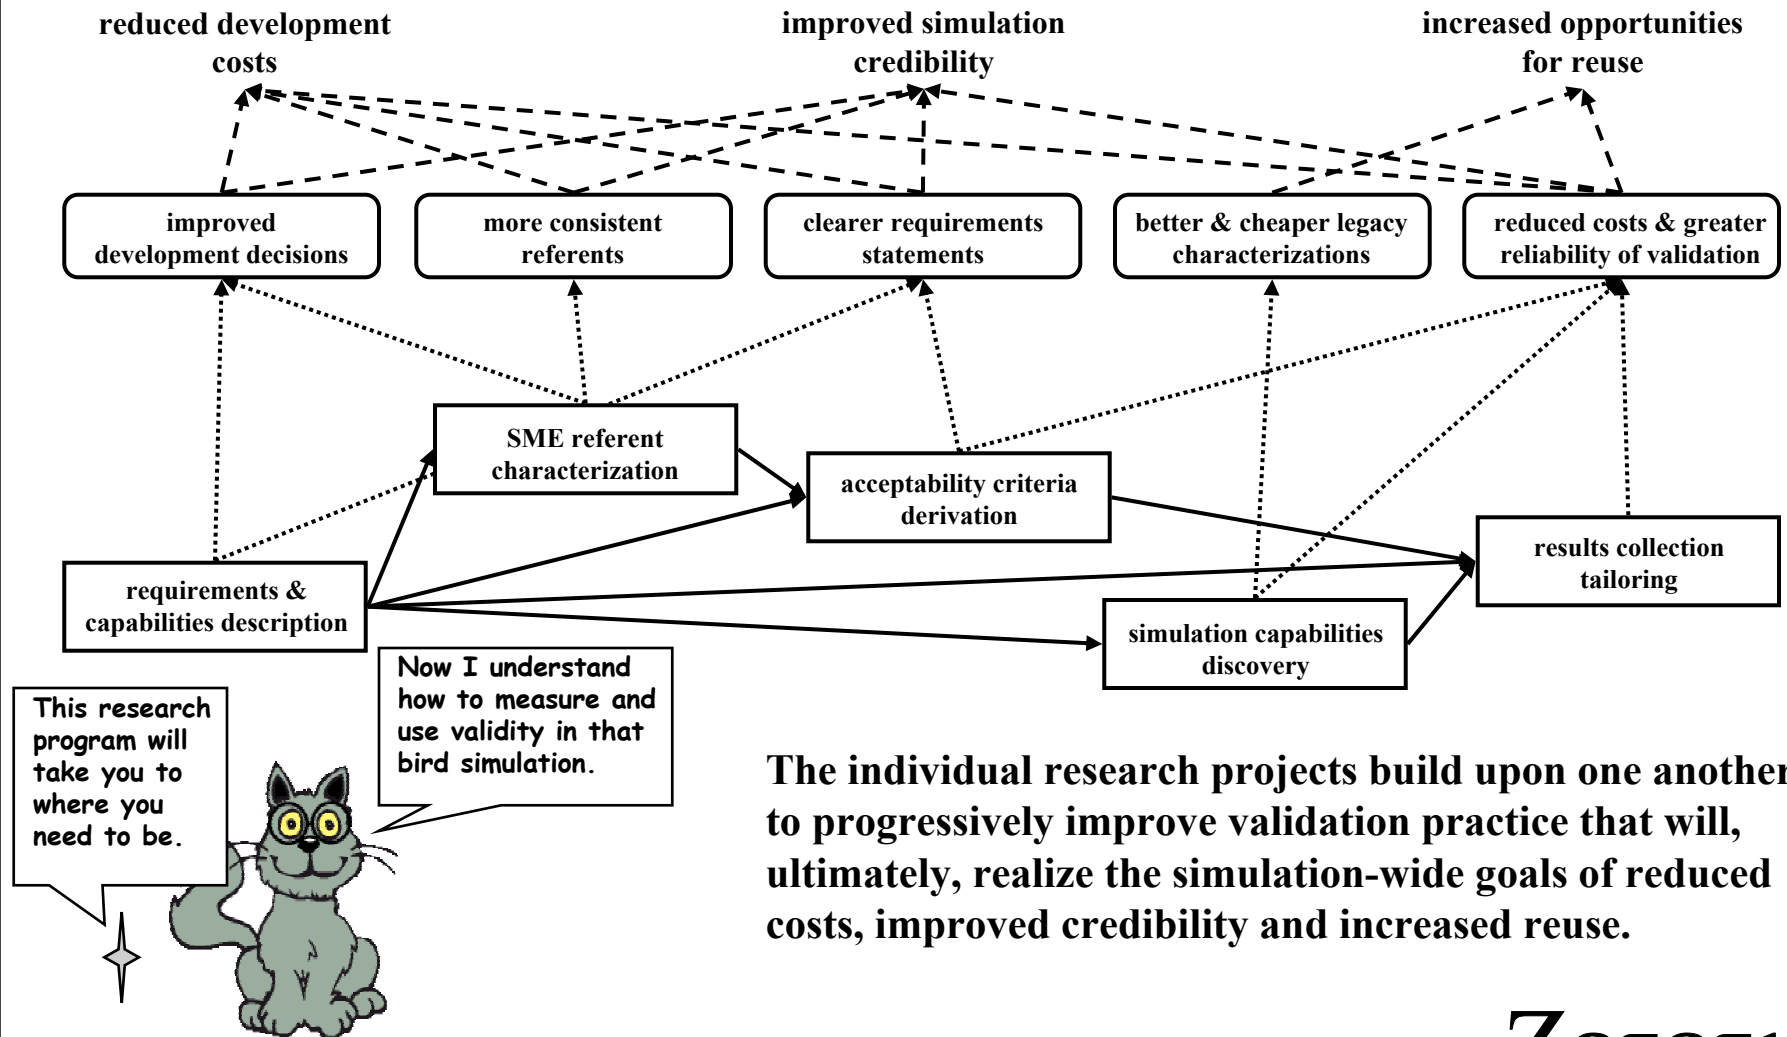 reduced development
costs
improved simulation
credibility
increased opportunities
for reuse
improved
development decisions
more consistent
referents
clearer requirements
statements
better & cheaper legacy
characterizations
reduced costs & greater
reliability of validation
SME referent
characterization
acceptability criteria
derivation
results collection
tailoring
requirements &
capabilities description
simulation capabilities
discovery
Now I understand
how to measure and
use validity in that
bird simulation.
This research
program will
take you to
where you
need to be.
The individual research projects build upon one another
to progressively improve validation practice that will,
ultimately, realize the simulation-wide goals of reduced
costs, improved credibility and increased reuse.